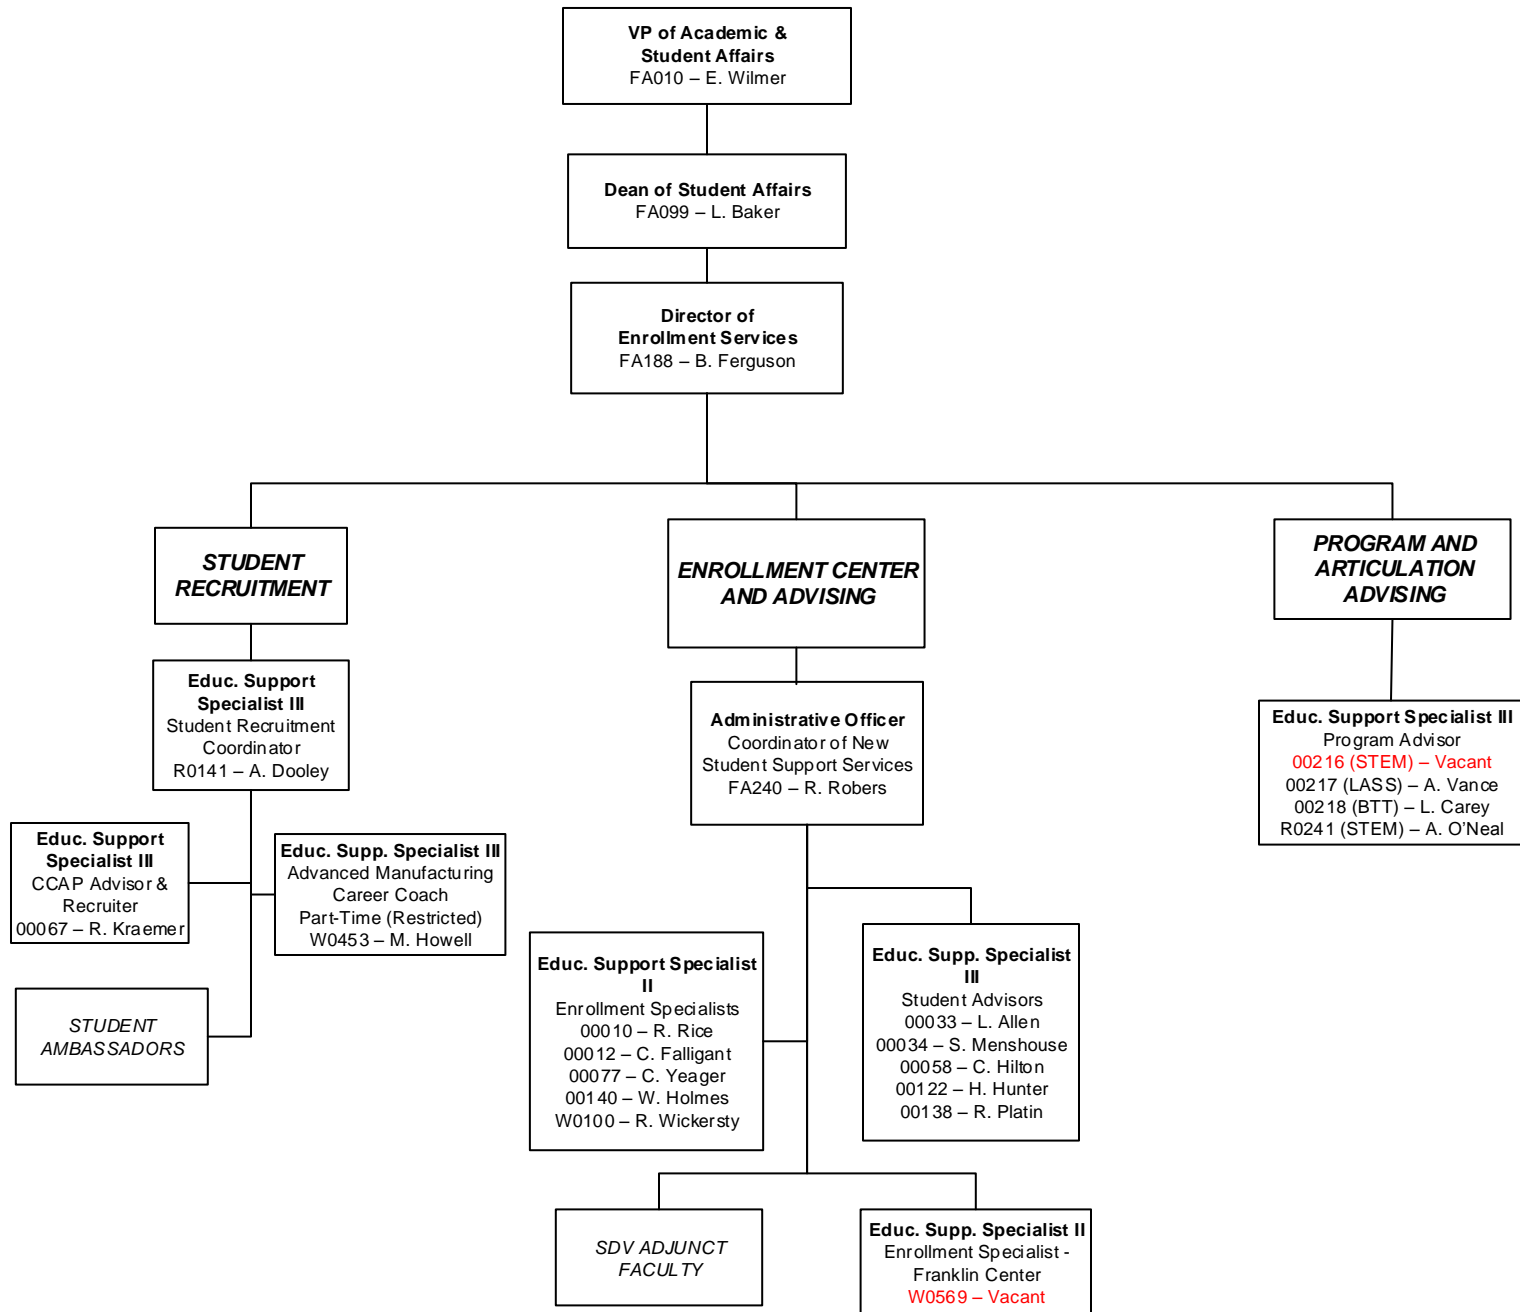 VP of Academic &
Student Affairs
FA010 – E. Wilmer
Dean of Student Affairs
FA099 – L. Baker
Director of
Enrollment Services
FA188 – B. Ferguson
STUDENT
RECRUITMENT
ENROLLMENT CENTER
AND ADVISING
PROGRAM AND
ARTICULATION
ADVISING
Educ. Support
Specialist III
Student Recruitment
Coordinator
R0141 – A. Dooley
Administrative Officer
Coordinator of New
Student Support Services
FA240 – R. Robers
Educ. Support Specialist III
Program Advisor
00216 (STEM) – Vacant
00217 (LASS) – A. Vance
00218 (BTT) – L. Carey
R0241 (STEM) – A. O'Neal
Educ. Support
Specialist III
CCAP Advisor &
Recruiter
00067 – R. Kraemer
Educ. Supp. Specialist III
Advanced Manufacturing
Career Coach
Part-Time (Restricted)
W0453 – M. Howell
STUDENT
AMBASSADORS
Educ. Support Specialist
II
Enrollment Specialists
00010 – R. Rice
00012 – C. Falligant
00077 – C. Yeager
00140 – W. Holmes
W0100 – R. Wickersty
Educ. Supp. Specialist
III
Student Advisors
00033 – L. Allen
00034 – S. Menshouse
00058 – C. Hilton
00122 – H. Hunter
00138 – R. Platin
SDV ADJUNCT
FACULTY
Educ. Supp. Specialist II
Enrollment Specialist -
Franklin Center
W0569 – Vacant